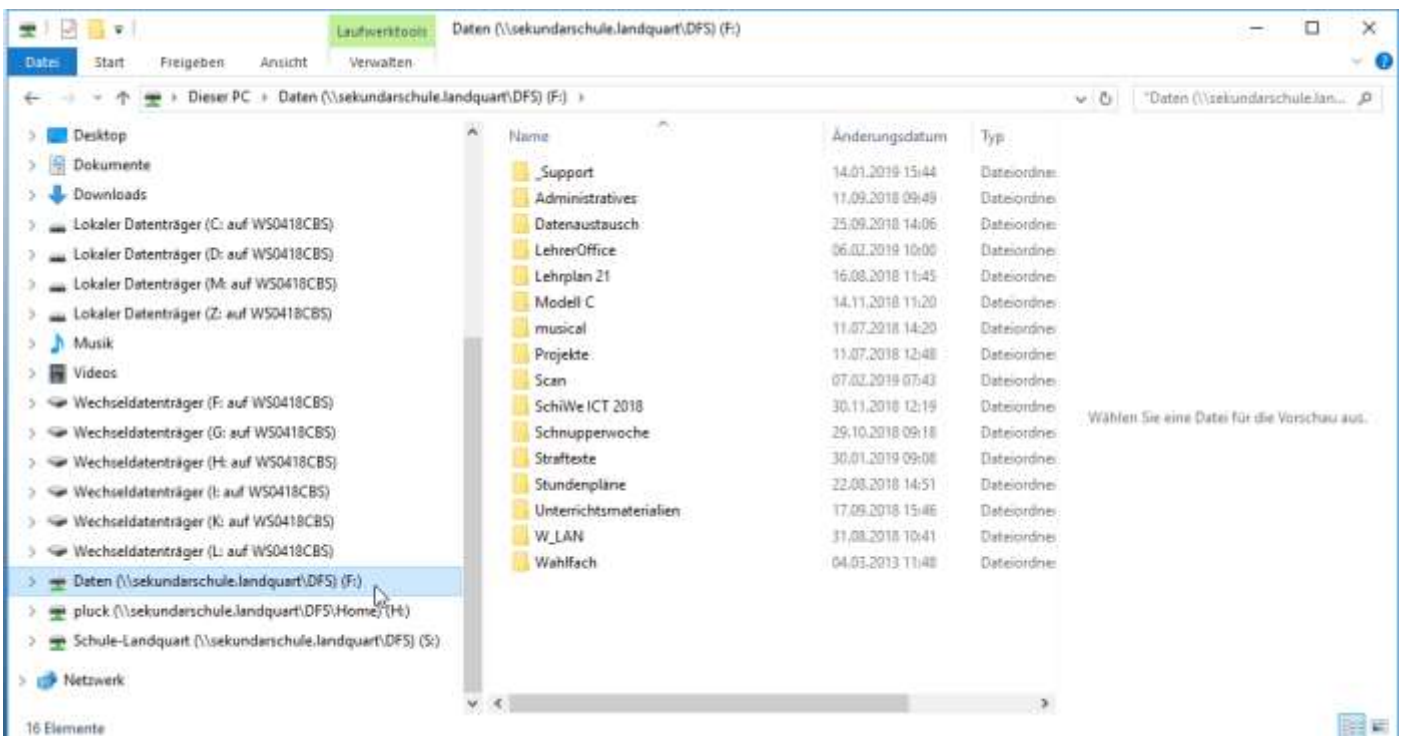 Laufwerktools Daten (\\sekundarschule.landquart\DFS) (F:)
Datei Start Freigeben Ansicht Verwalten
Dieser PC Daten (\\sekundarschule.landquart\DFS) (F:) "Daten (\\sekundarschule.lan...
Desktop
Dokumente
Downloads
Lokaler Datenträger (C: auf WS0418CBS)
Lokaler Datenträger (D: auf WS0418CBS)
Lokaler Datenträger (M: auf WS0418CBS)
Lokaler Datenträger (Z: auf WS0418CBS)
Musik
Videos
Wechseldatenträger (F: auf WS0418CBS)
Wechseldatenträger (G: auf WS0418CBS)
Wechseldatenträger (H: auf WS0418CBS)
Wechseldatenträger (I: auf WS0418CBS)
Wechseldatenträger (K: auf WS0418CBS)
Wechseldatenträger (L: auf WS0418CBS)
Daten (\\sekundarschule.landquart\DFS) (F:)
pluck (\\sekundarschule.landquart\DFS\Home) (H:)
Schule-Landquart (\\sekundarschule.landquart\DFS) (S:)
Netzwerk
Name Änderungsdatum Typ
_Support 14.01.2019 15:44 Dateiordner
Administratives 11.09.2018 09:49 Dateiordner
Datenaustausch 25.09.2018 14:06 Dateiordner
LehrerOffice 06.02.2019 10:00 Dateiordner
Lehrplan 21 16.08.2018 11:45 Dateiordner
Modell C 14.11.2018 11:20 Dateiordner
musical 11.07.2018 14:20 Dateiordner
Projekte 11.07.2018 12:48 Dateiordner
Scan 07.02.2019 07:43 Dateiordner
SchiWe ICT 2018 30.11.2018 12:19 Dateiordner
Schnupperwoche 29.10.2018 09:18 Dateiordner
Straftexte 30.01.2019 09:08 Dateiordner
Stundenpläne 22.08.2018 14:51 Dateiordner
Unterrichtsmaterialien 17.09.2018 15:46 Dateiordner
W_LAN 31.08.2018 10:41 Dateiordner
Wahlfach 04.03.2013 11:48 Dateiordner
Wählen Sie eine Datei für die Vorschau aus.
16 Elemente